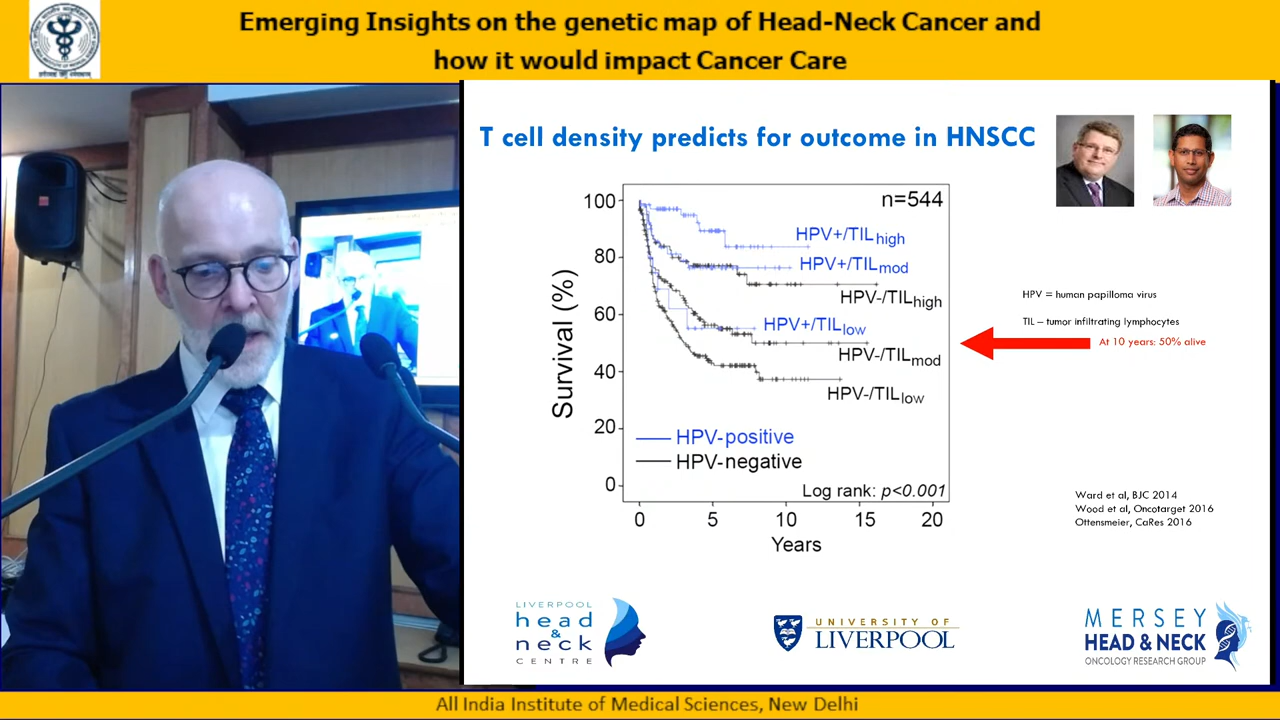 Emerging Insights on the genetic map of Head-Neck Cancer and
how it would impact Cancer Care
T cell density predicts for outcome in HNSCC
n=544
HPV+/TILhigh
HPV+/TILmod
HPV-/TILhigh
HPV+/TILlow
HPV-/TILmod
HPV-/TILlow
HPV-positive
HPV-negative
Log rank: p<0.001
Survival (%)
100
80
60
40
20
0
0 5 10 15 20
Years
HPV = human papilloma virus
TIL – tumor infiltrating lymphocytes
At 10 years: 50% alive
Ward et al, BJC 2014
Wood et al, Oncotarget 2016
Ottensmeier, CaRes 2016
LIVERPOOL
head
&
neck
CENTRE
UNIVERSITY OF
LIVERPOOL
MERSEY
HEAD & NECK
ONCOLOGY RESEARCH GROUP
All India Institute of Medical Sciences, New Delhi